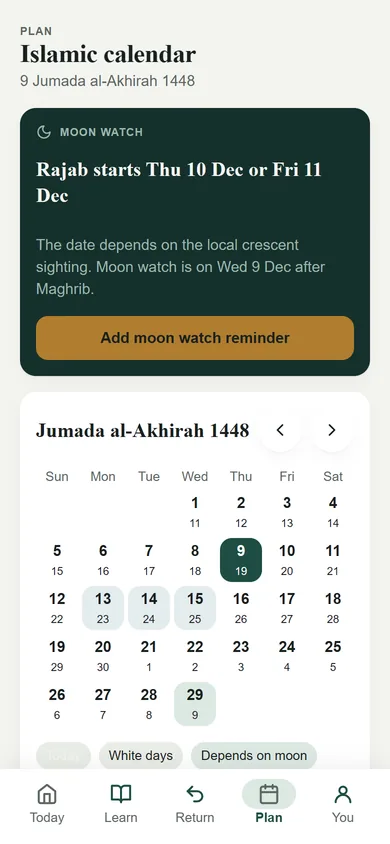 PLAN
Islamic calendar
9 Jumada al-Akhirah 1448
MOON WATCH
Rajab starts Thu 10 Dec or Fri 11
Dec
The date depends on the local crescent
sighting. Moon watch is on Wed 9 Dec after
Maghrib.
Add moon watch reminder
Jumada al-Akhirah 1448
Sun Mon Tue Wed Thu Fri Sat
1 2 3 4
11 12 13 14
5 6 7 8 9 10 11
15 16 17 18 19 20 21
12 13 14 15 16 17 18
22 23 24 25 26 27 28
19 20 21 22 23 24 25
29 30 1 2 3 4 5
26 27 28 29
6 7 8 9
Today White days Depends on moon
Today Learn Return Plan You